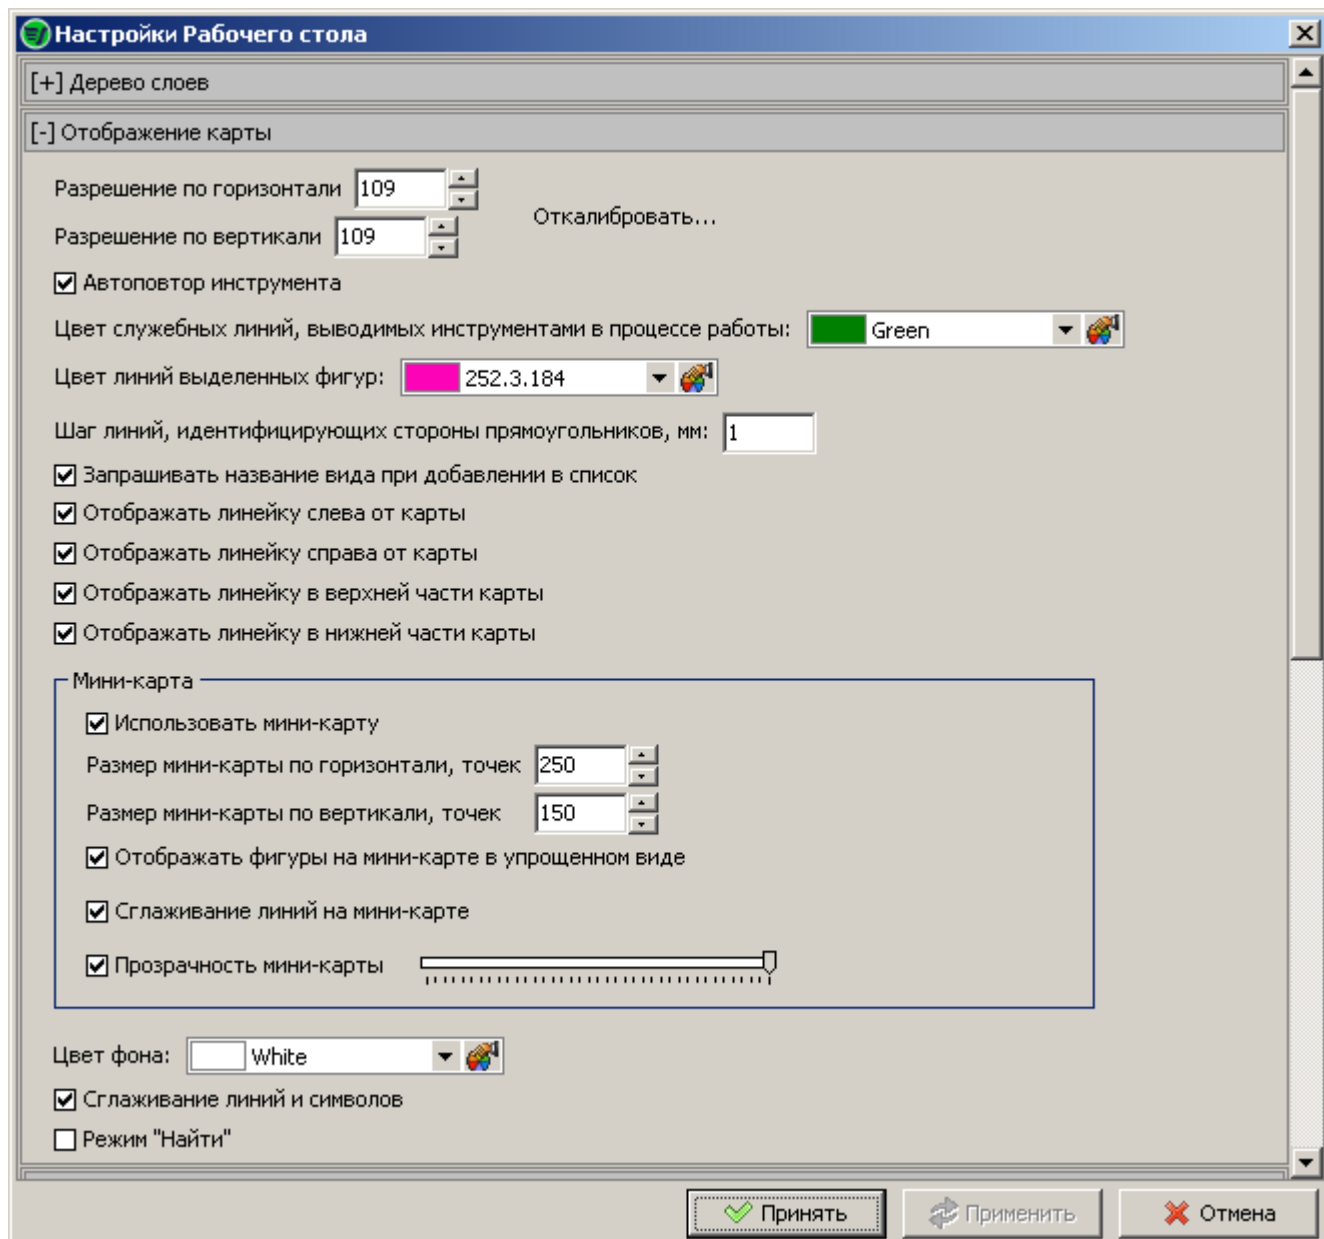 Настройки Рабочего стола
[+] Дерево слоев
[-] Отображение карты
Разрешение по горизонтали 109
Откалибровать...
Разрешение по вертикали 109
Автоповтор инструмента
Цвет служебных линий, выводимых инструментами в процессе работы: Green
Цвет линий выделенных фигур: 252.3.184
Шаг линий, идентифицирующих стороны прямоугольников, мм: 1
Запрашивать название вида при добавлении в список
Отображать линейку слева от карты
Отображать линейку справа от карты
Отображать линейку в верхней части карты
Отображать линейку в нижней части карты
Мини-карта
Использовать мини-карту
Размер мини-карты по горизонтали, точек 250
Размер мини-карты по вертикали, точек 150
Отображать фигуры на мини-карте в упрощенном виде
Сглаживание линий на мини-карте
Прозрачность мини-карты
Цвет фона: White
Сглаживание линий и символов
Режим "Найти"
Принять Применить Отмена